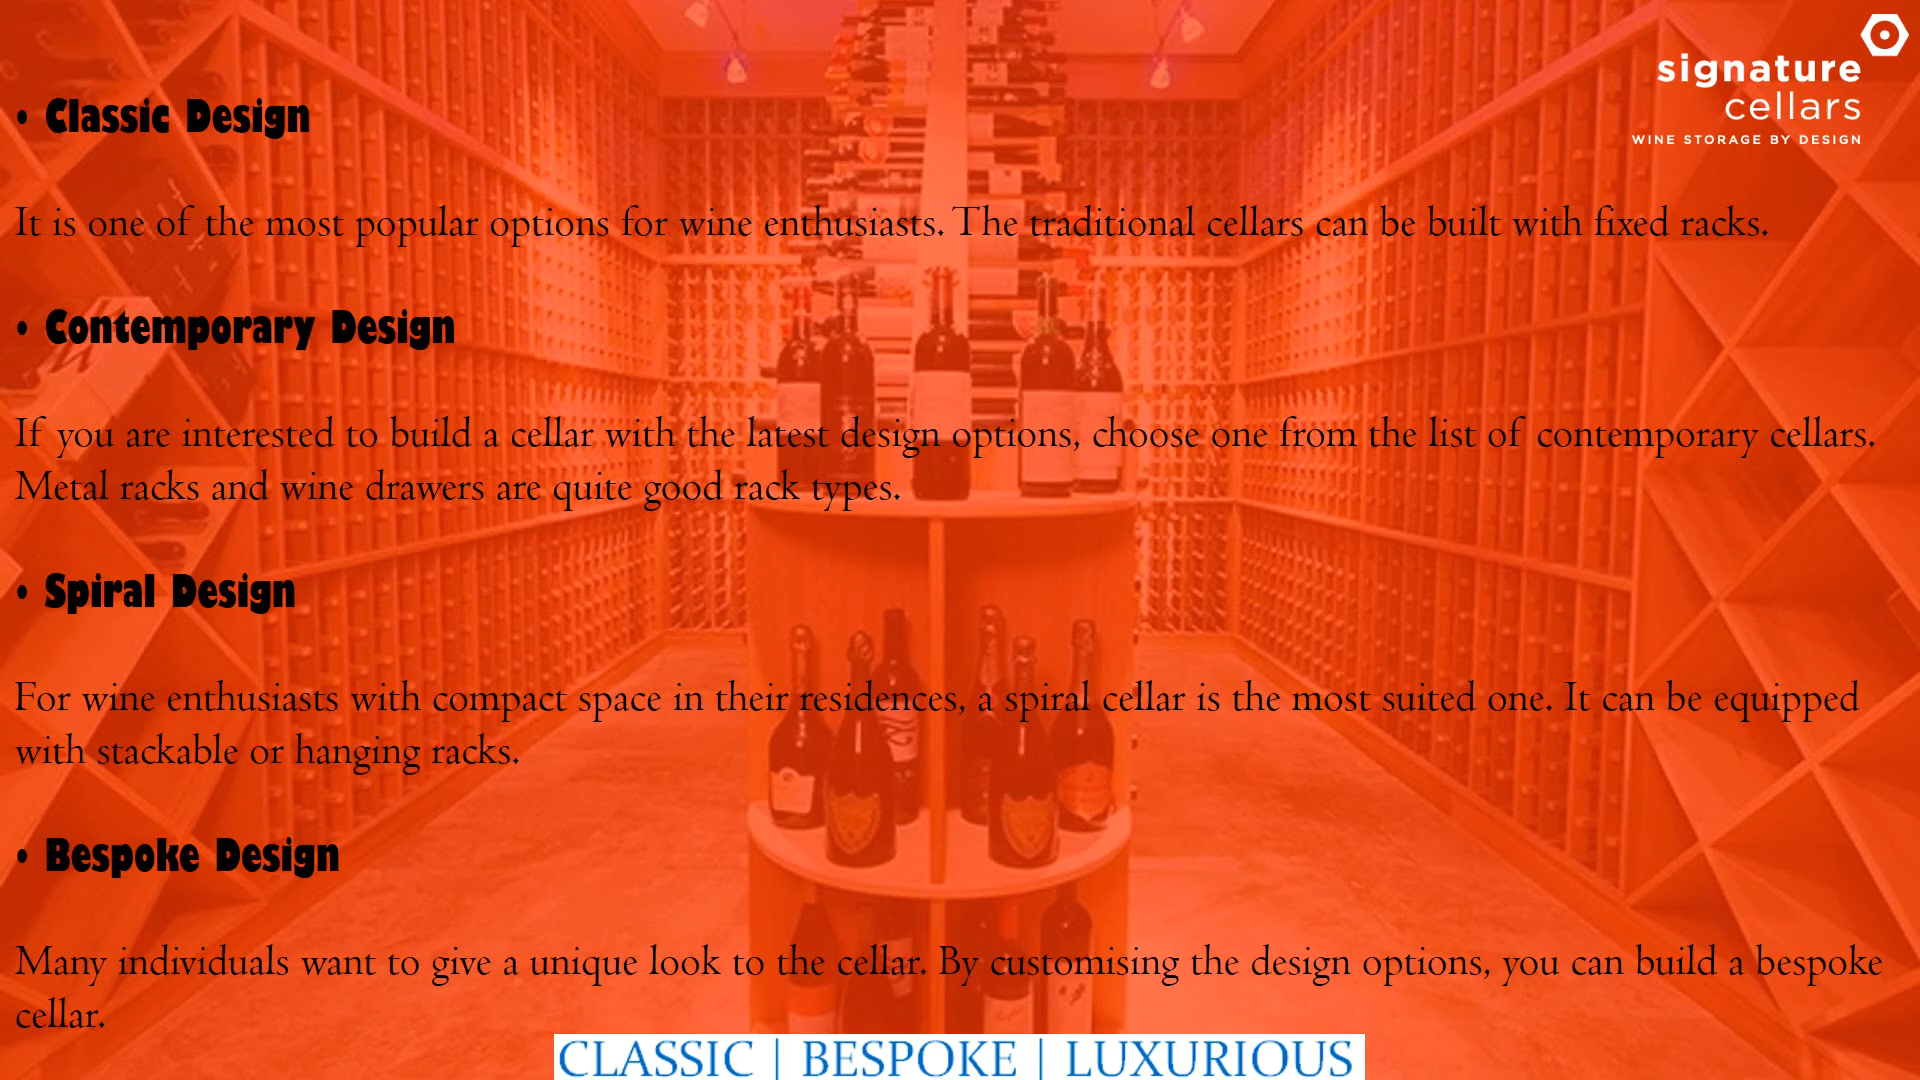 signature
cellars
WINE STORAGE BY DESIGN
• Classic Design
It is one of the most popular options for wine enthusiasts. The traditional cellars can be built with fixed racks.
• Contemporary Design
If you are interested to build a cellar with the latest design options, choose one from the list of contemporary cellars.
Metal racks and wine drawers are quite good rack types.
• Spiral Design
For wine enthusiasts with compact space in their residences, a spiral cellar is the most suited one. It can be equipped
with stackable or hanging racks.
• Bespoke Design
Many individuals want to give a unique look to the cellar. By customising the design options, you can build a bespoke
cellar.
CLASSIC | BESPOKE | LUXURIOUS